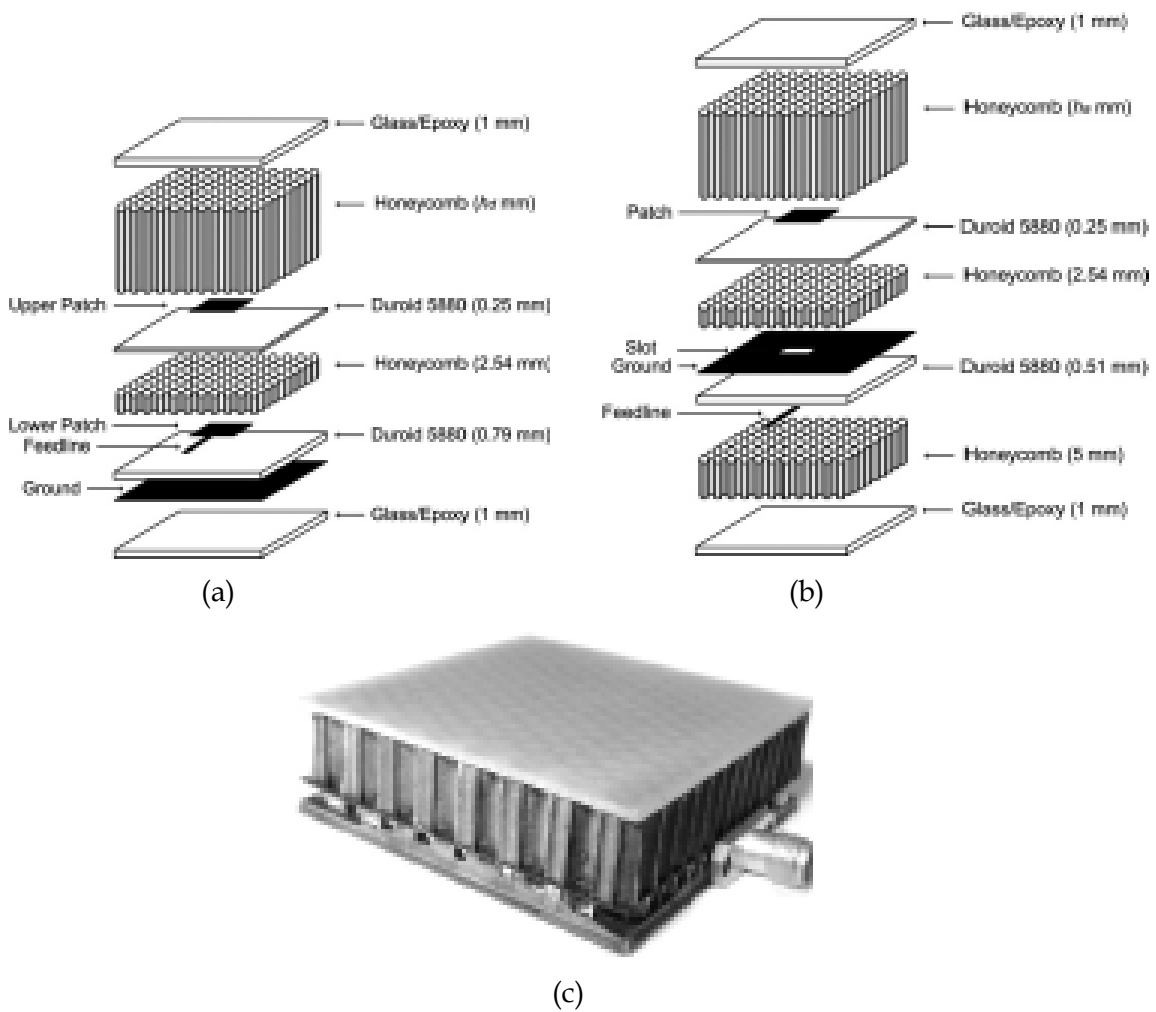 Glass/Epoxy (1 mm)
Honeycomb (ha mm)
Upper Patch
Duroid 5880 (0.25 mm)
Honeycomb (2.54 mm)
Lower Patch
Feedline
Duroid 5880 (0.79 mm)
Ground
Glass/Epoxy (1 mm)
(a)
Glass/Epoxy (1 mm)
Honeycomb (ha mm)
Patch
Duroid 5880 (0.25 mm)
Honeycomb (2.54 mm)
Slot
Ground
Duroid 5880 (0.51 mm)
Feedline
Honeycomb (5 mm)
Glass/Epoxy (1 mm)
(b)
(c)